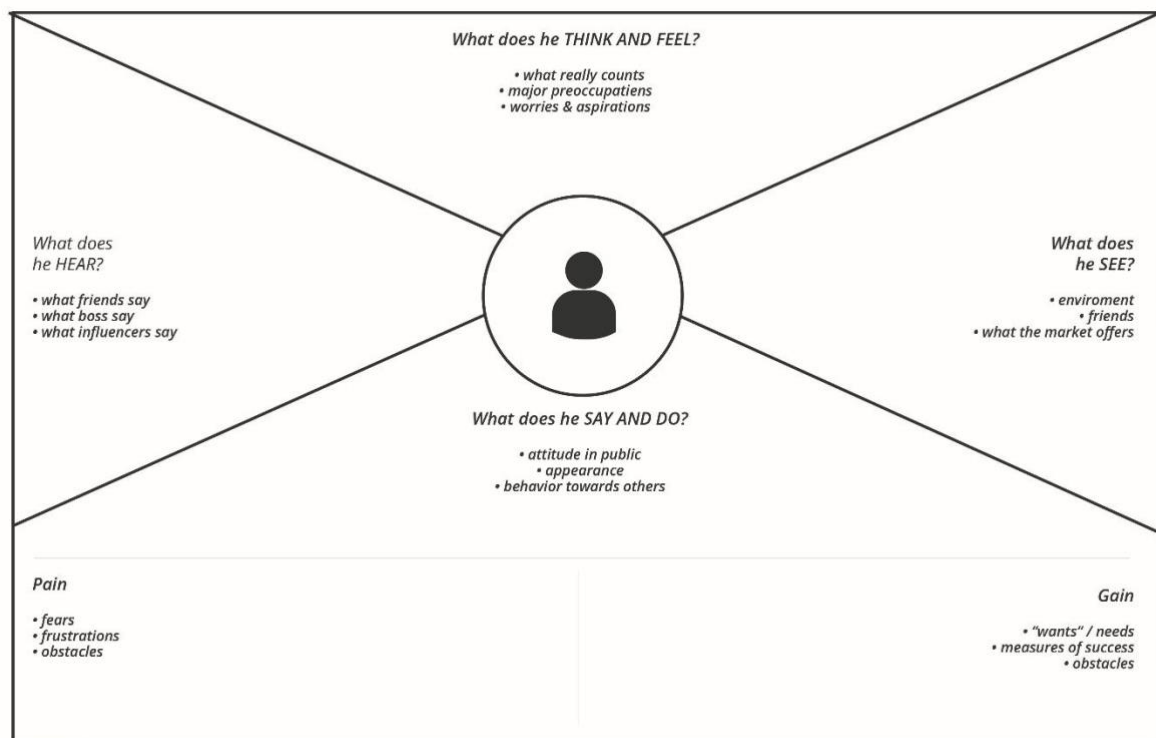 What does he THINK AND FEEL?
• what really counts
• major preoccupatiens
• worries & aspirations
What does
he HEAR?
• what friends say
• what boss say
• what influencers say
What does
he SEE?
• enviroment
• friends
• what the market offers
What does he SAY AND DO?
• attitude in public
• appearance
• behavior towards others
Pain
• fears
• frustrations
• obstacles
Gain
• “wants“ / needs
• measures of success
• obstacles